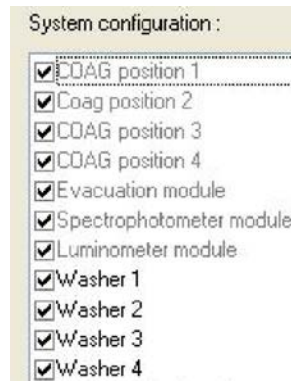 System configuration :
COAG position 1
Coag position 2
COAG position 3
COAG position 4
Evacuation module
Spectrophotometer module
Luminometer module
Washer 1
Washer 2
Washer 3
Washer 4